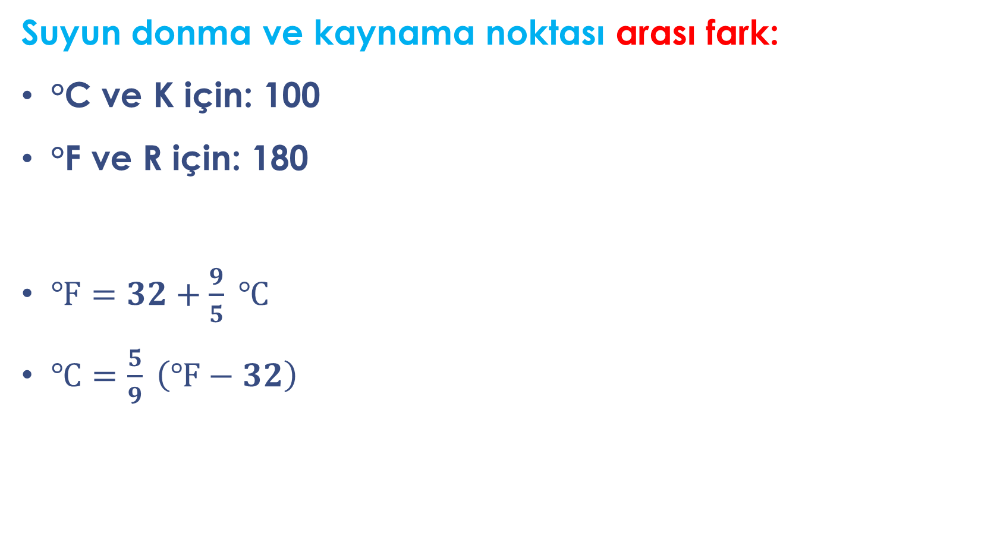 Suyun donma ve kaynama noktası arası fark:
• °C ve K için: 100
• °F ve R için: 180
• °F = 32 + 9/5 °C
• °C = 5/9 (°F − 32)